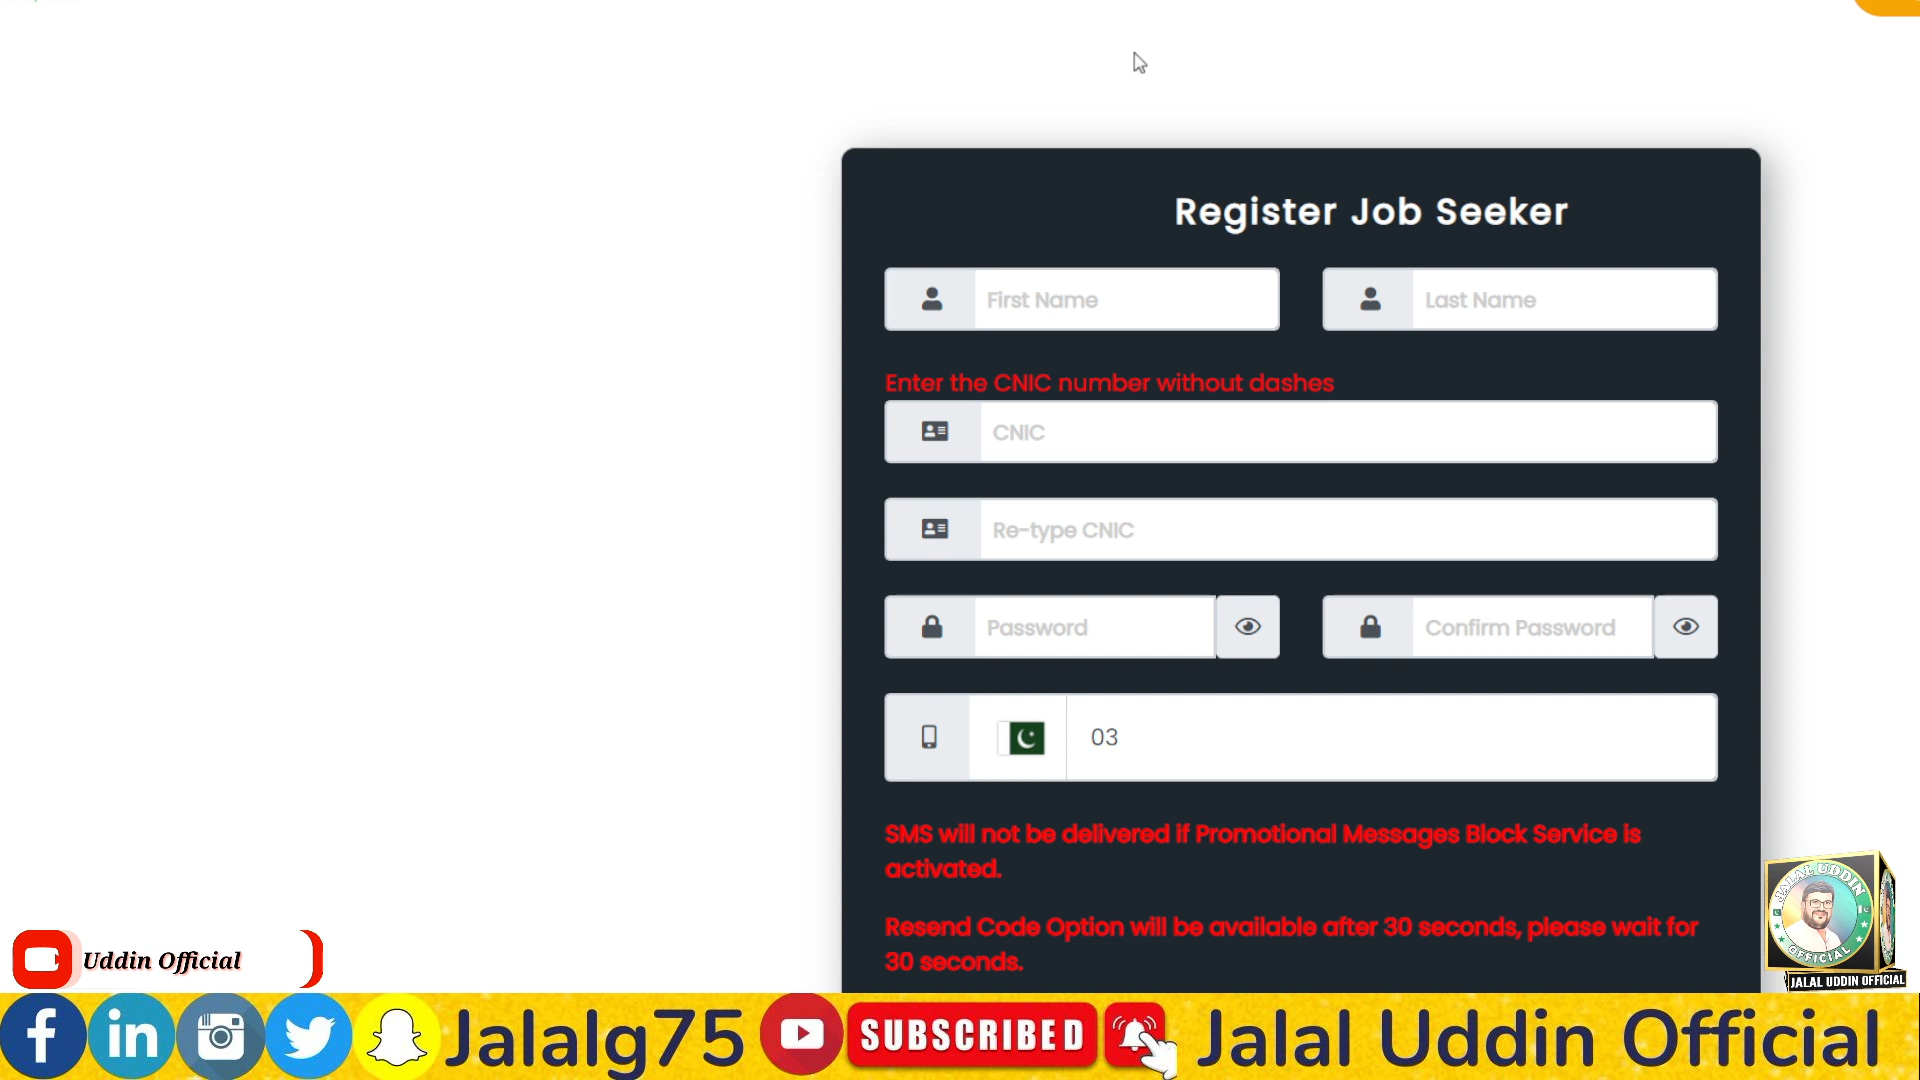 Register Job Seeker
First Name
Last Name
Enter the CNIC number without dashes
CNIC
Re-type CNIC
Password
Confirm Password
03
SMS will not be delivered if Promotional Messages Block Service is
activated.
Resend Code Option will be available after 30 seconds, please wait for
30 seconds.
Uddin Official
JALAL UDDIN
OFFICIAL
JALAL UDDIN OFFICIAL
Jalalg75
SUBSCRIBED
Jalal Uddin Official